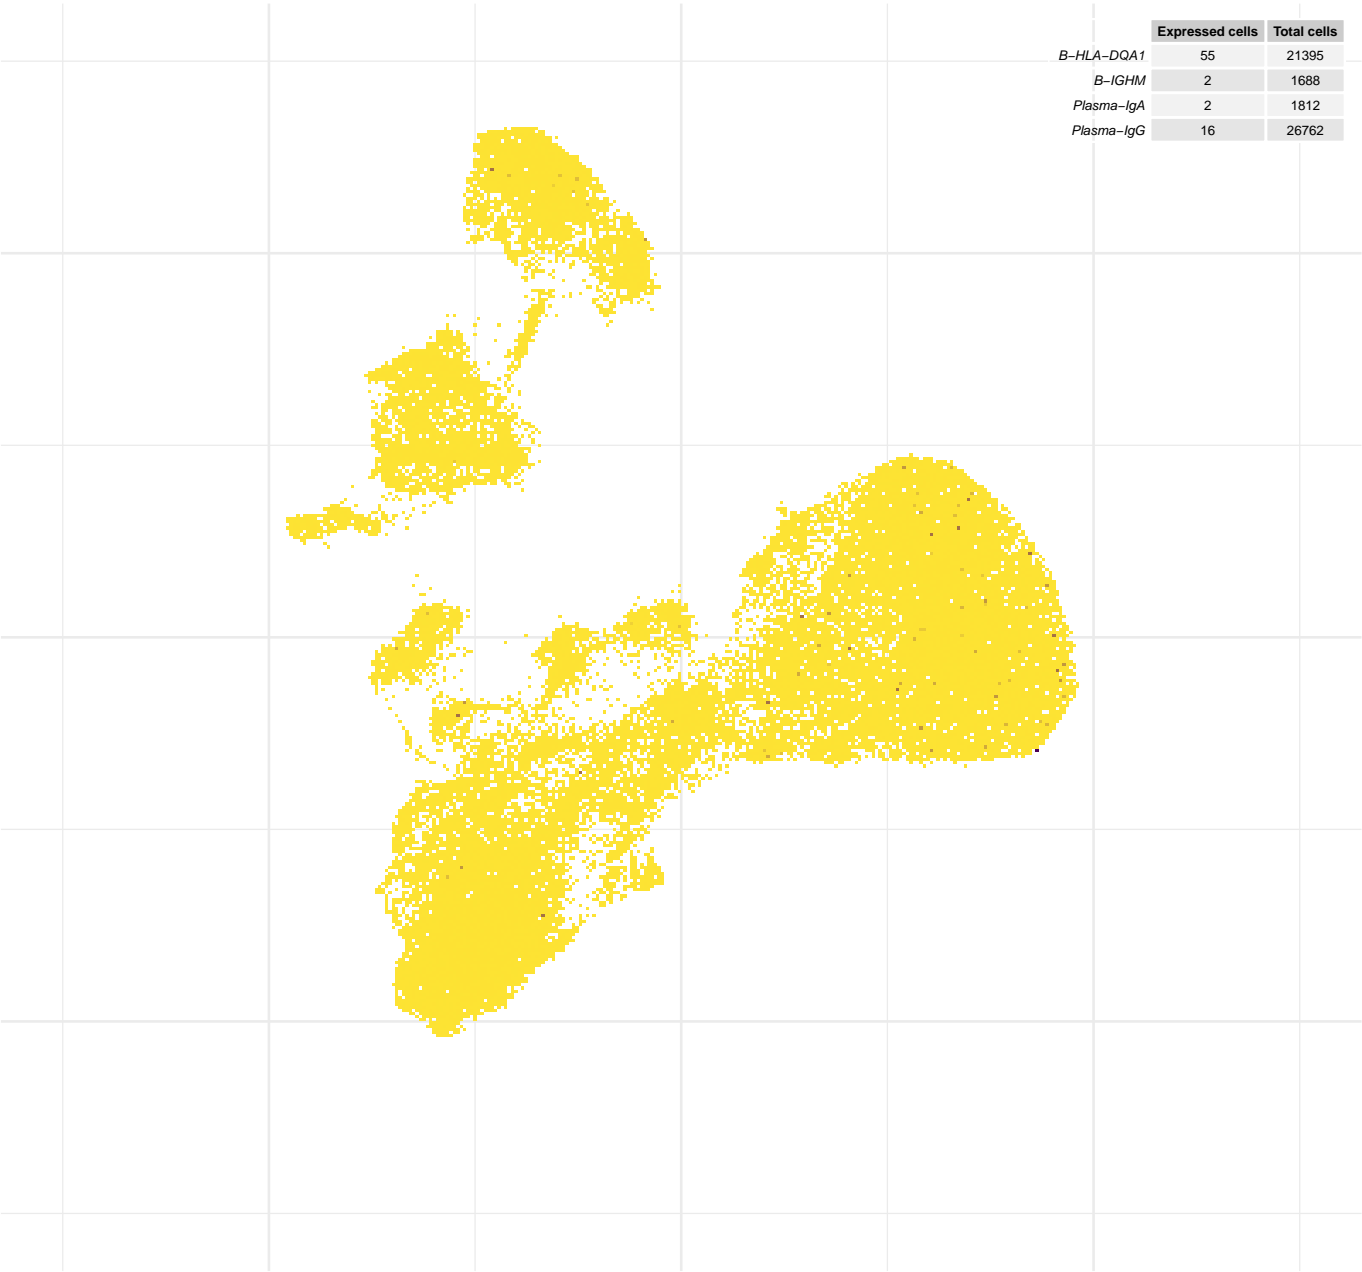 Expressed cells Total cells
B−HLA−DQA1 55 21395
B−IGHM 2 1688
Plasma−IgA 2 1812
Plasma−IgG 16 26762